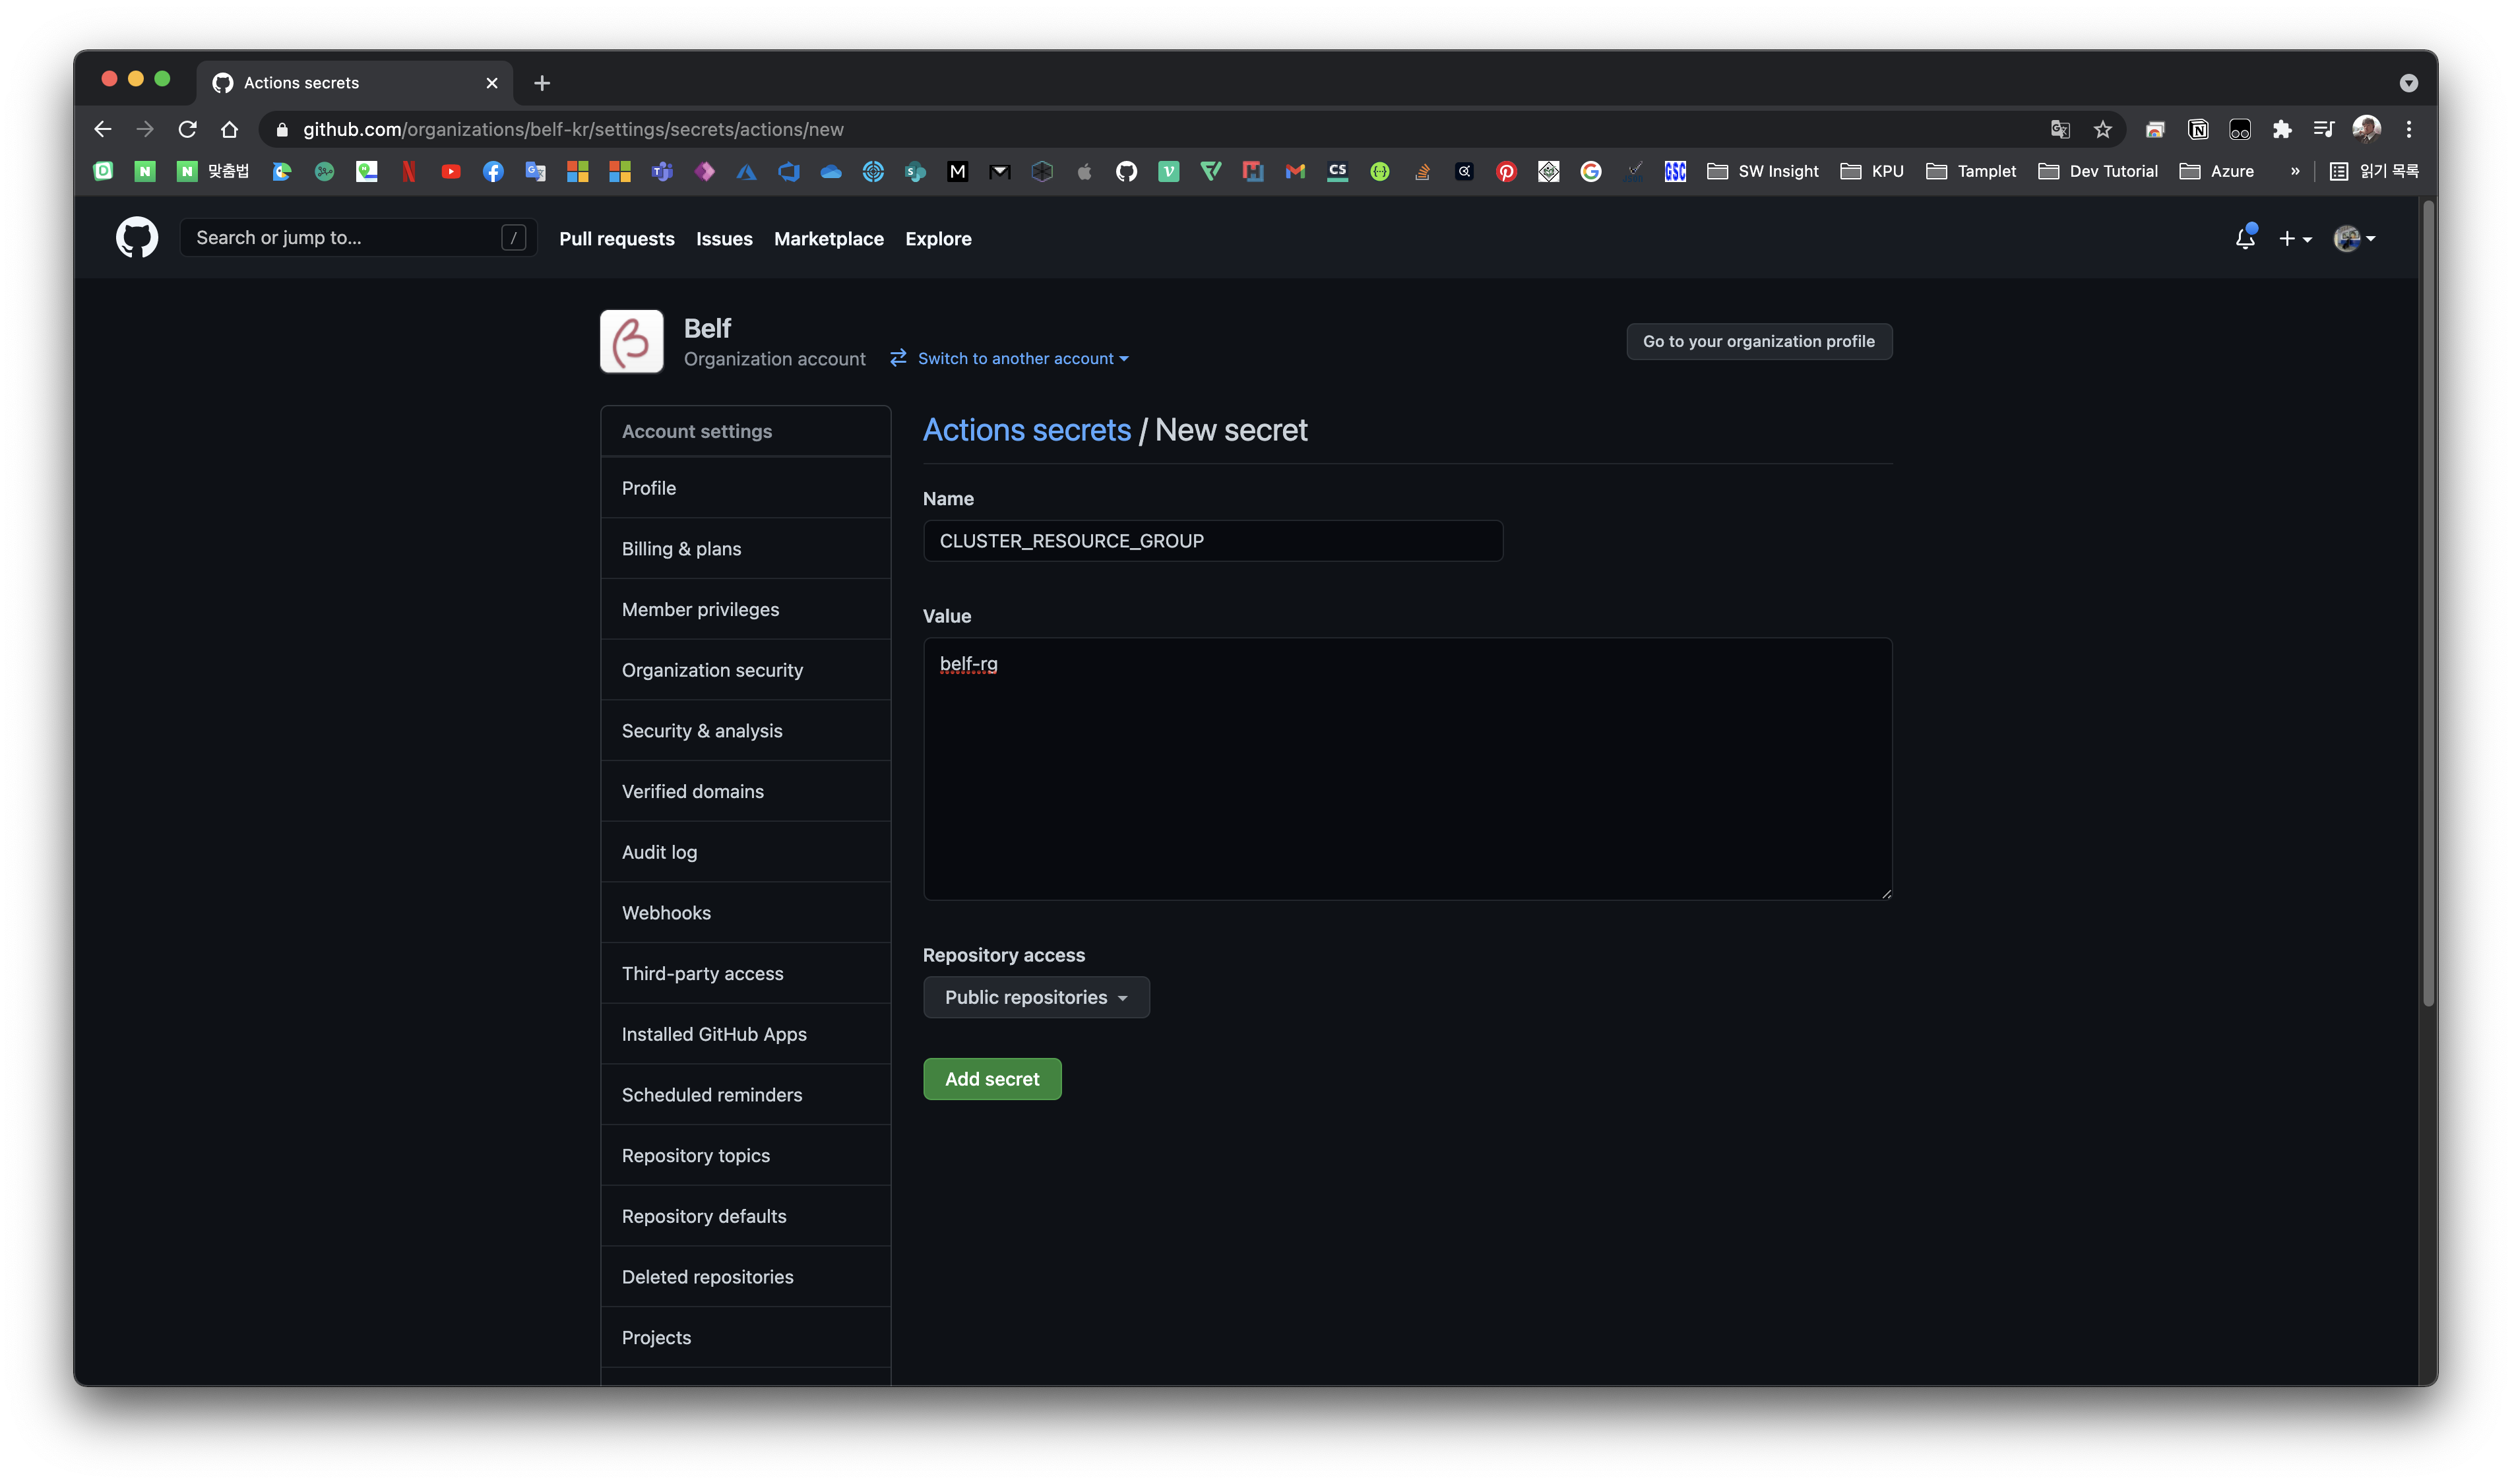 Actions secrets
github.com/organizations/belf-kr/settings/secrets/actions/new
맞춤법
SW Insight
KPU
Tamplet
Dev Tutorial
Azure
»
읽기 목록
Search or jump to...
/
Pull requests
Issues
Marketplace
Explore
Belf
Organization account
Switch to another account
Go to your organization profile
Account settings
Profile
Billing & plans
Member privileges
Organization security
Security & analysis
Verified domains
Audit log
Webhooks
Third-party access
Installed GitHub Apps
Scheduled reminders
Repository topics
Repository defaults
Deleted repositories
Projects
Actions secrets / New secret
Name
CLUSTER_RESOURCE_GROUP
Value
belf-rg
Repository access
Public repositories
Add secret